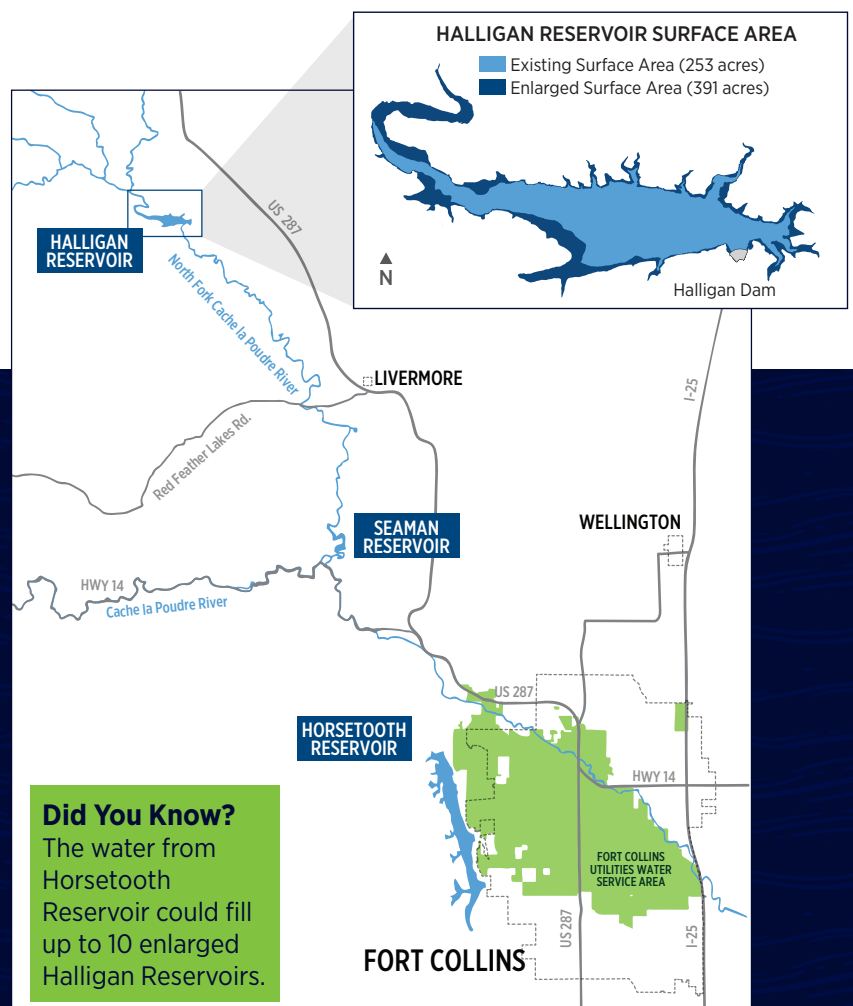 HALLIGAN RESERVOIR SURFACE AREA
Existing Surface Area (253 acres)
Enlarged Surface Area (391 acres)
N
Halligan Dam
US 287
HALLIGAN
RESERVOIR
North Fork Cache la Poudre River
LIVERMORE
I-25
Red Feather Lakes Rd.
SEAMAN
RESERVOIR
WELLINGTON
HWY 14
Cache la Poudre River
US 287
HORSETOOTH
RESERVOIR
HWY 14
Did You Know?
The water from
Horsetooth
Reservoir could fill
up to 10 enlarged
Halligan Reservoirs.
FORT COLLINS
UTILITIES WATER
SERVICE AREA
US 287
I-25
FORT COLLINS